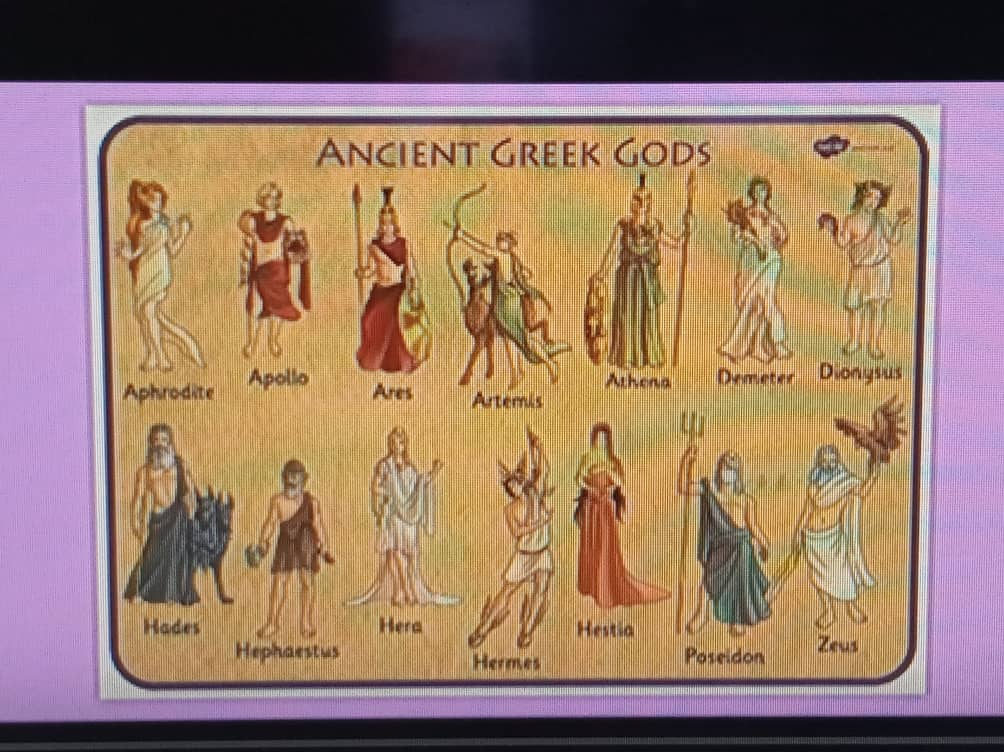 ANCIENT GREEK GODS
Aphrodite
Apollo
Ares
Artemis
Athena
Demeter
Dionysus
Hades
Hephaestus
Hera
Hermes
Hestia
Poseidon
Zeus